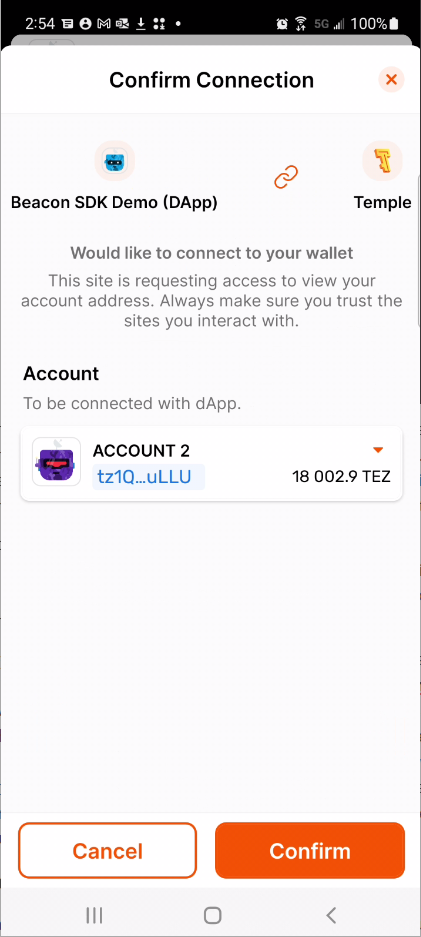 2:54 5G 100%
Confirm Connection
Beacon SDK Demo (DApp) Temple
Would like to connect to your wallet
This site is requesting access to view your
account address. Always make sure you trust the
sites you interact with.
Account
To be connected with dApp.
ACCOUNT 2
tz1Q...uLLU 18 002.9 TEZ
Cancel Confirm